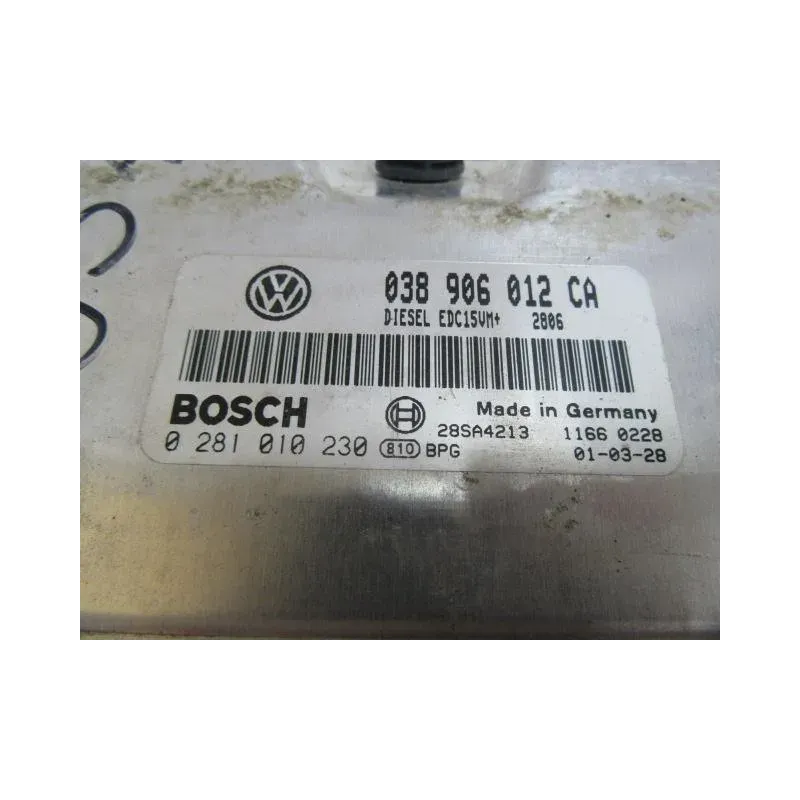 038 906 012 CA
DIESEL EDC15VM+ 2806
BOSCH
Made in Germany
28SA4213 1166 0228
0 281 010 230 810 BPG 01-03-28